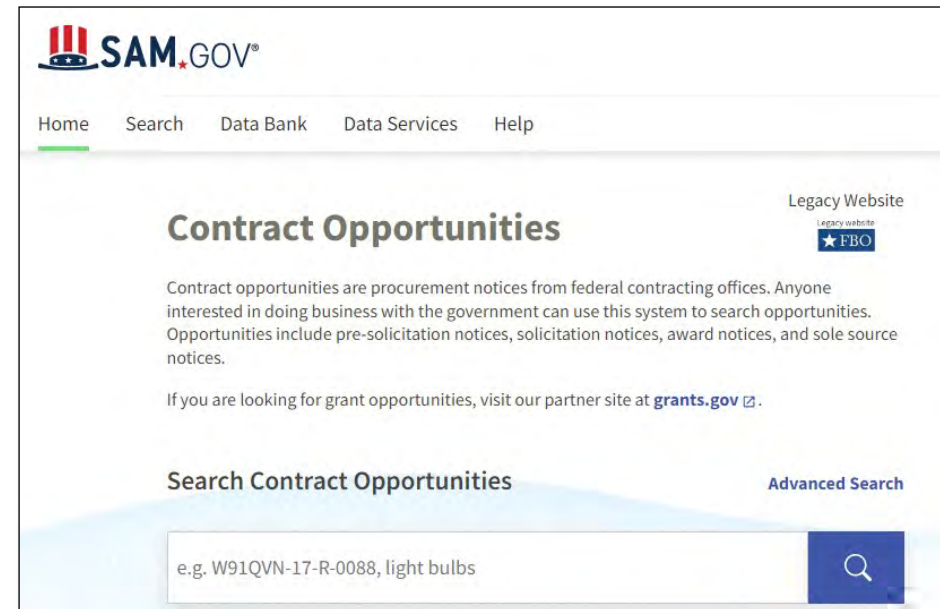 SAM.GOV®
Home Search Data Bank Data Services Help
Legacy Website
Legacy website
FBO
Contract Opportunities
Contract opportunities are procurement notices from federal contracting offices. Anyone
interested in doing business with the government can use this system to search opportunities.
Opportunities include pre-solicitation notices, solicitation notices, award notices, and sole source
notices.
If you are looking for grant opportunities, visit our partner site at grants.gov.
Search Contract Opportunities
Advanced Search
e.g. W91QVN-17-R-0088, light bulbs